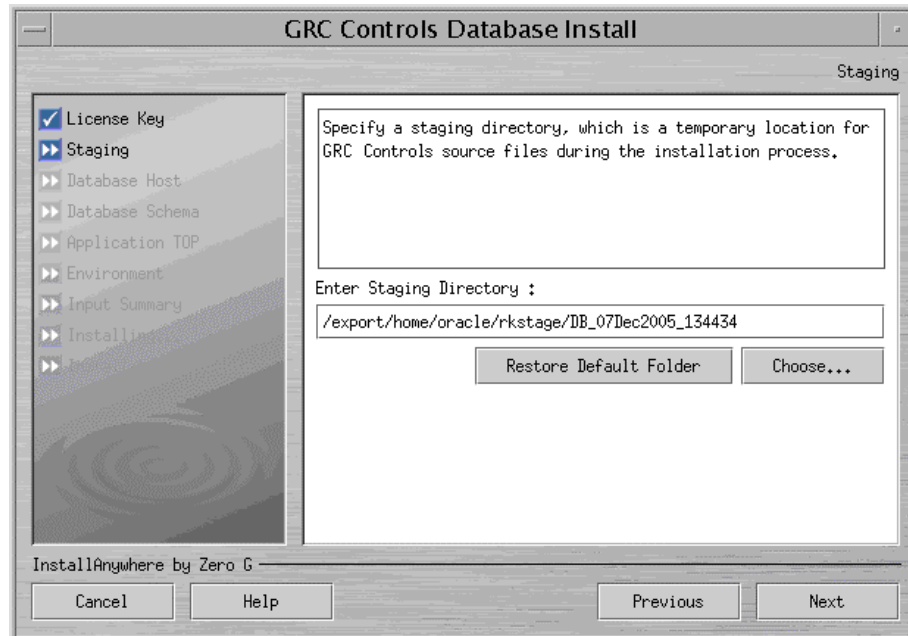 GRC Controls Database Install
Staging
License Key
Staging
Database Host
Database Schema
Application TOP
Environment
Input Summary
Specify a staging directory, which is a temporary location for
GRC Controls source files during the installation process.
Enter Staging Directory :
/export/home/oracle/rkstage/DB_07Dec2005_134434
Restore Default Folder
Choose...
InstallAnywhere by Zero G
Cancel
Help
Previous
Next